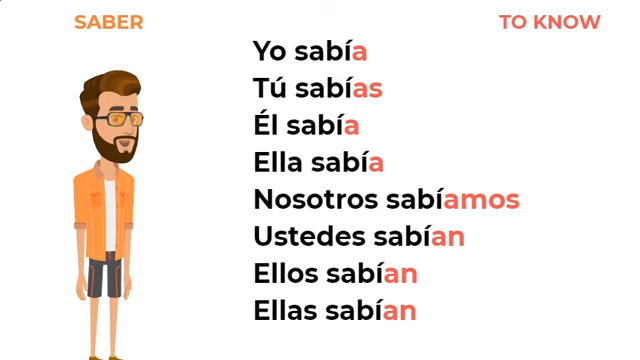 SABER
TO KNOW
Yo sabía
Tú sabías
Él sabía
Ella sabía
Nosotros sabíamos
Ustedes sabían
Ellos sabían
Ellas sabían